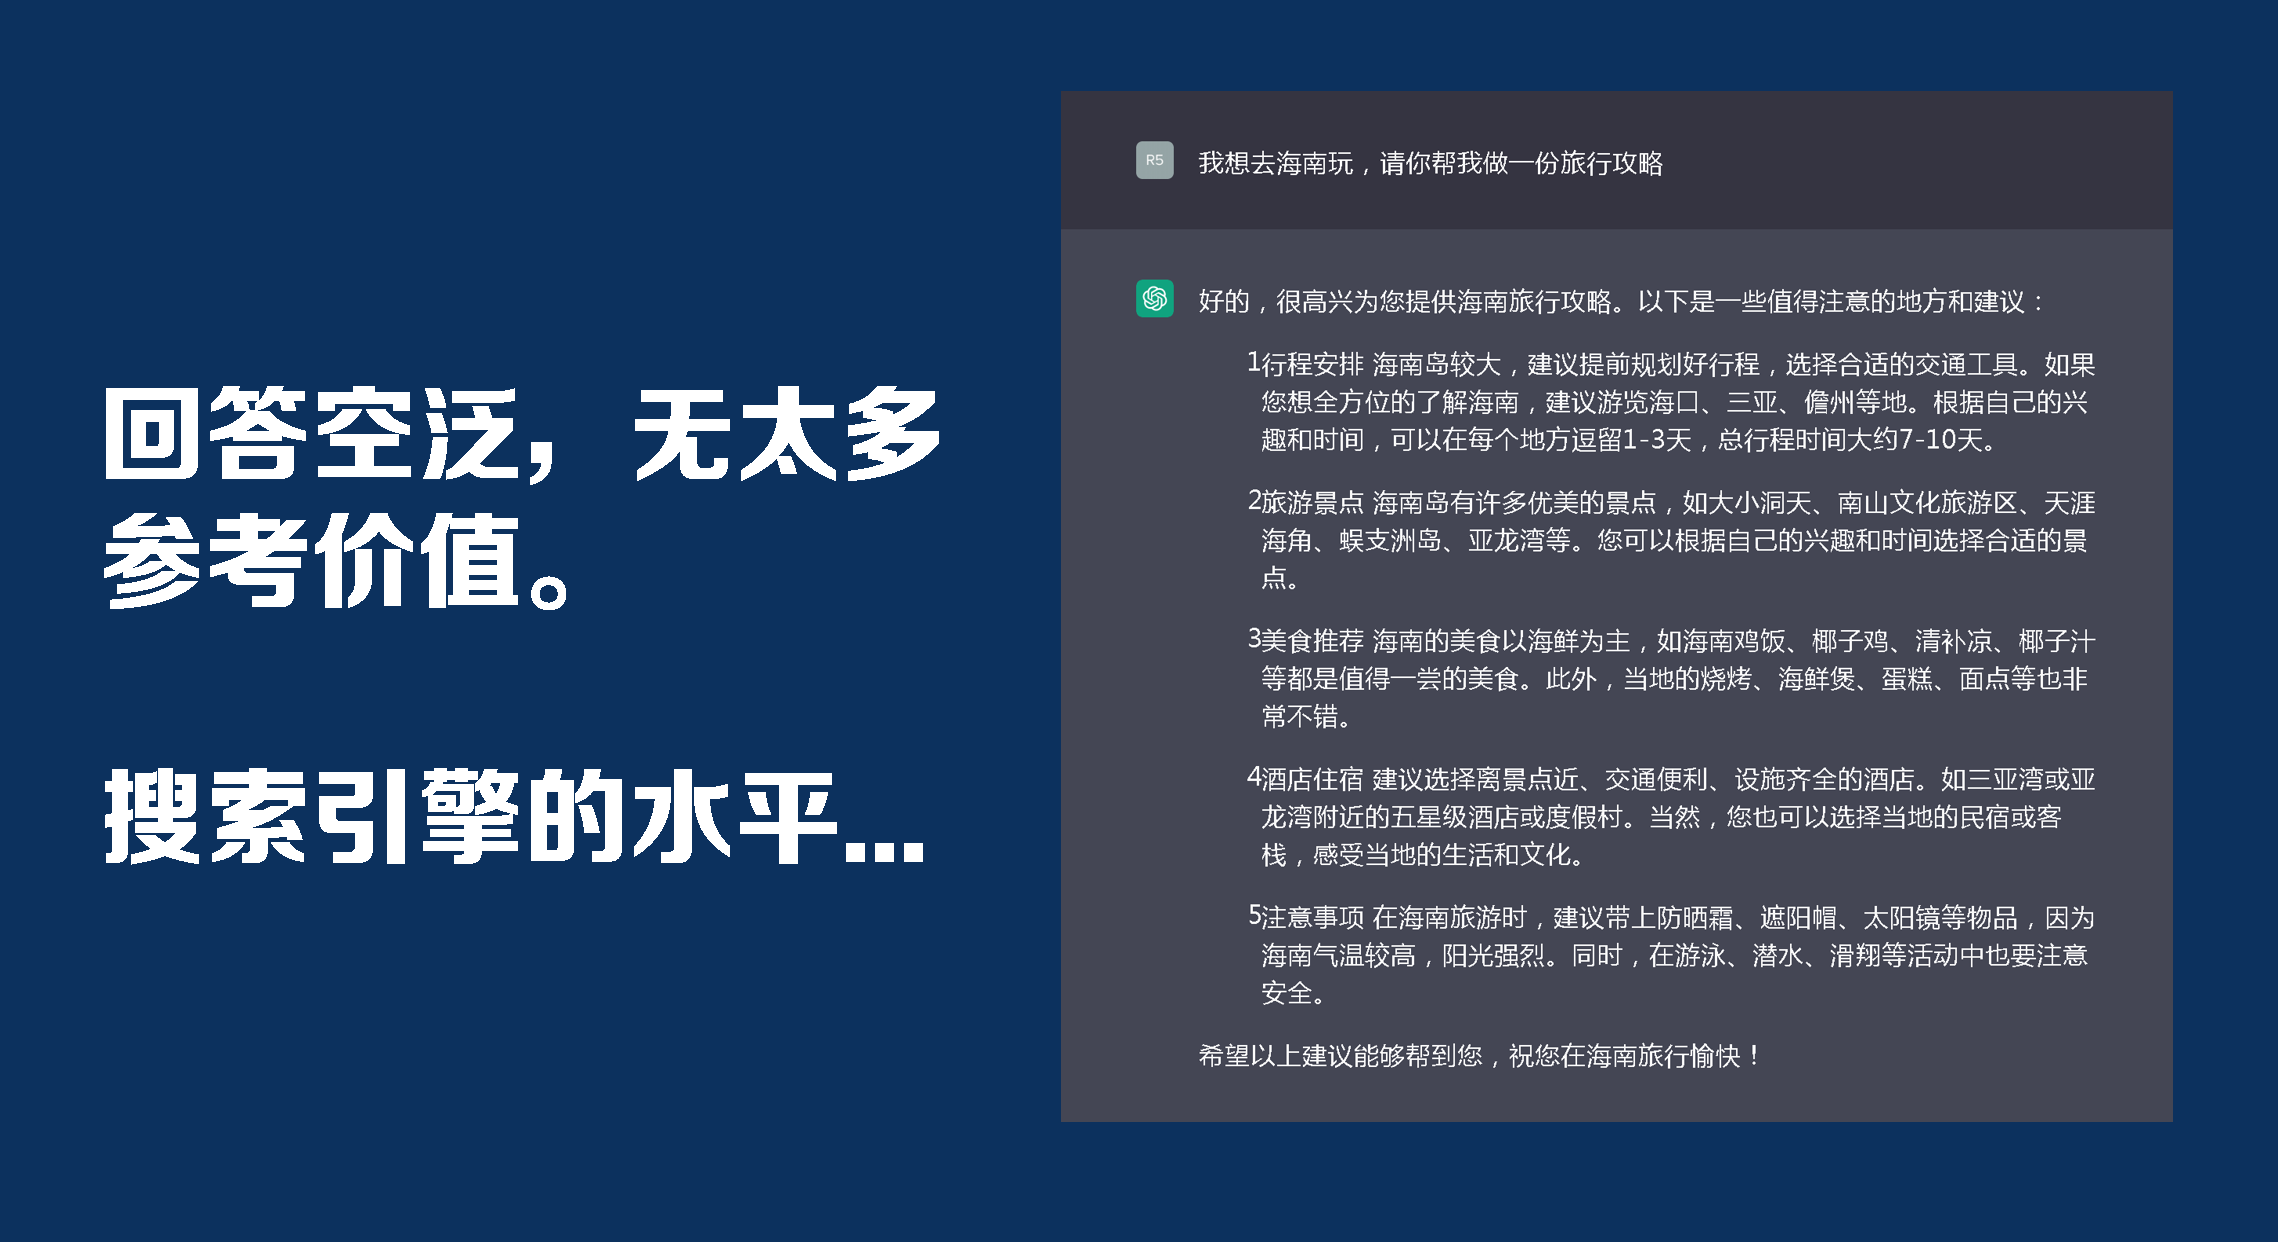 回答空泛，无太多
参考价值。
搜索引擎的水平...
R5
我想去海南玩，请你帮我做一份旅行攻略
好的，很高兴为您提供海南旅行攻略。以下是一些值得注意的地方和建议：
1行程安排 海南岛较大，建议提前规划好行程，选择合适的交通工具。如果
您想全方位的了解海南，建议游览海口、三亚、儋州等地。根据自己的兴
趣和时间，可以在每个地方逗留1-3天，总行程时间大约7-10天。
2旅游景点 海南岛有许多优美的景点，如大小洞天、南山文化旅游区、天涯
海角、蜈支洲岛、亚龙湾等。您可以根据自己的兴趣和时间选择合适的景
点。
3美食推荐 海南的美食以海鲜为主，如海南鸡饭、椰子鸡、清补凉、椰子汁
等都是值得一尝的美食。此外，当地的烧烤、海鲜煲、蛋糕、面点等也非
常不错。
4酒店住宿 建议选择离景点近、交通便利、设施齐全的酒店。如三亚湾或亚
龙湾附近的五星级酒店或度假村。当然，您也可以选择当地的民宿或客
栈，感受当地的生活和文化。
5注意事项 在海南旅游时，建议带上防晒霜、遮阳帽、太阳镜等物品，因为
海南气温较高，阳光强烈。同时，在游泳、潜水、滑翔等活动中也要注意
安全。
希望以上建议能够帮到您，祝您在海南旅行愉快！